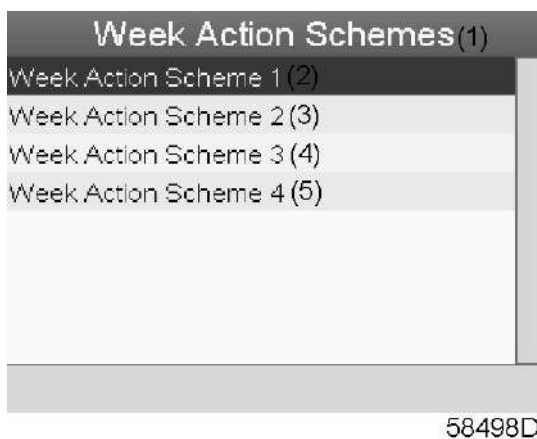 Week Action Schemes(1)
Week Action Scheme 1(2)
Week Action Scheme 2(3)
Week Action Scheme 3(4)
Week Action Scheme 4(5)
58498D